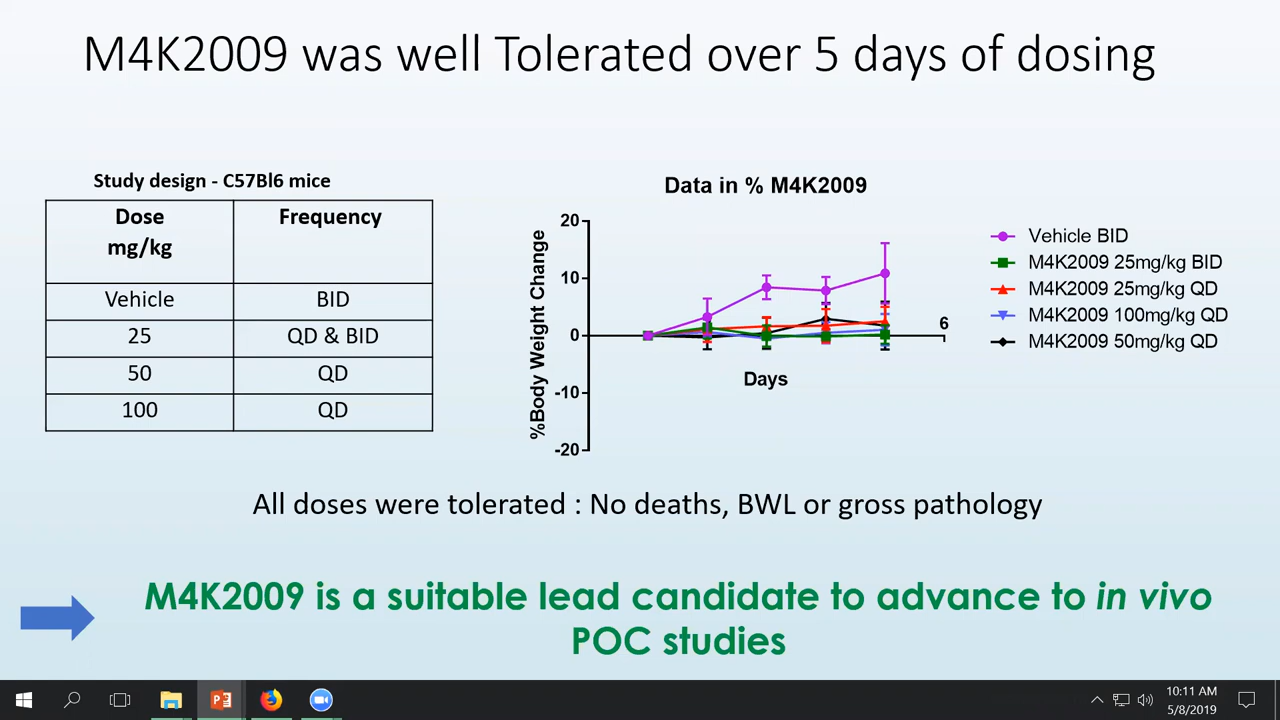 M4K2009 was well Tolerated over 5 days of dosing
Study design - C57Bl6 mice
Dose mg/kg
Frequency
Vehicle
BID
25
QD & BID
50
QD
100
QD
Data in % M4K2009
%Body Weight Change
20
10
0
-10
-20
6
Days
Vehicle BID
M4K2009 25mg/kg BID
M4K2009 25mg/kg QD
M4K2009 100mg/kg QD
M4K2009 50mg/kg QD
All doses were tolerated : No deaths, BWL or gross pathology
M4K2009 is a suitable lead candidate to advance to in vivo
POC studies
10:11 AM
5/8/2019